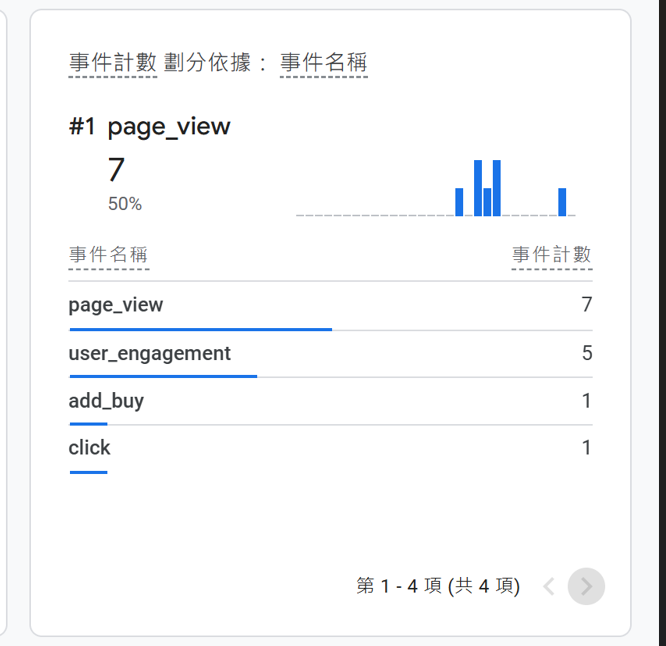 事件計數 劃分依據： 事件名稱
#1 page_view
7
50%
事件名稱 事件計數
page_view 7
user_engagement 5
add_buy 1
click 1
第 1 - 4 項 (共 4 項)